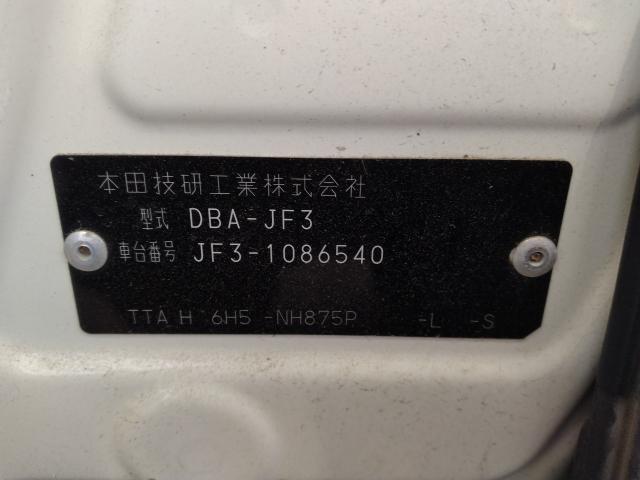 本田技研工業株式会社
型式 DBA-JF3
車台番号 JF3-1086540
TTA H 6H5 -NH875P -L -S